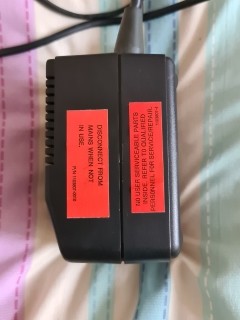 DISCONNECT FROM
MAINS WHEN NOT
IN USE.
NO USER SERVICEABLE PARTS
INSIDE. REFER TO QUALIFIED
PERSONNEL FOR SERVICE/REPAIR.